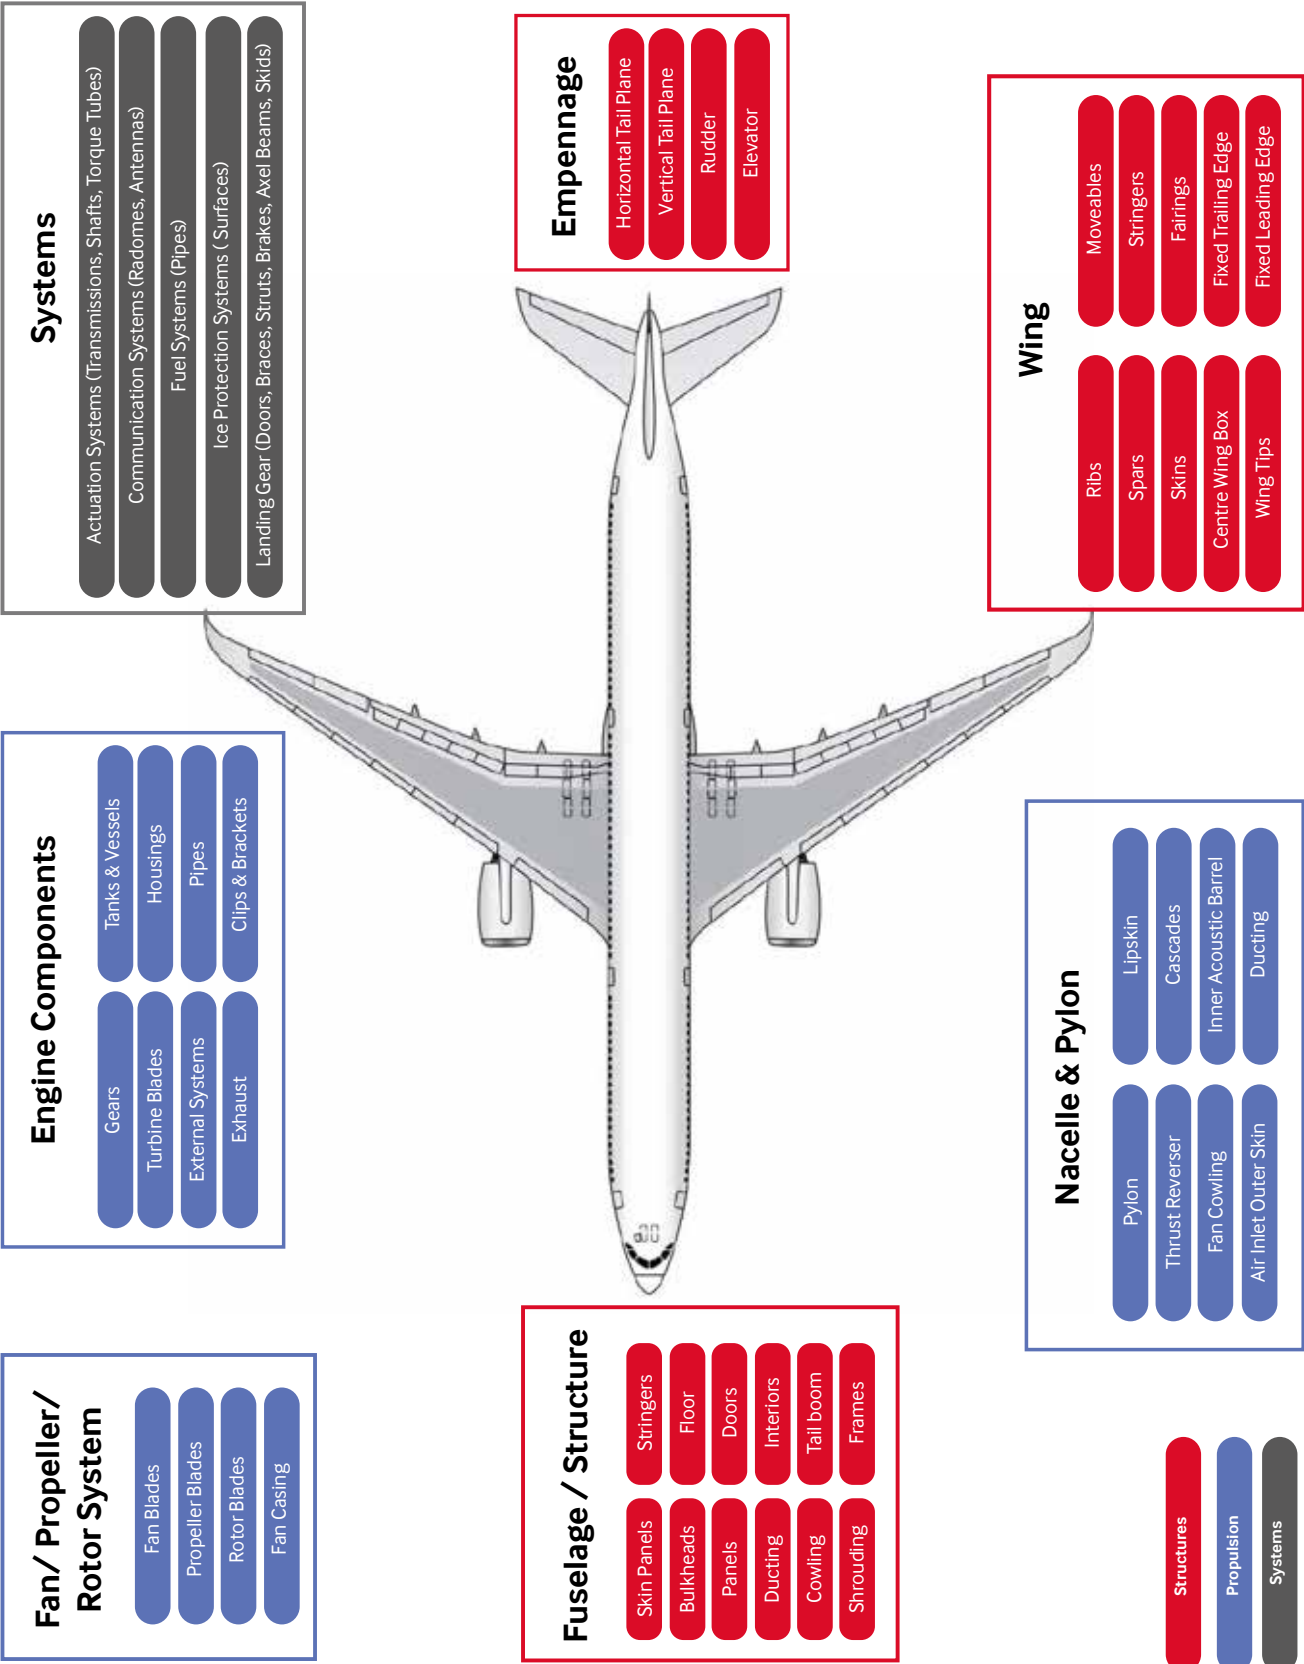 Fan/ Propeller/
Rotor System
Fan Blades
Propeller Blades
Rotor Blades
Fan Casing
Engine Components
Gears
Tanks & Vessels
Turbine Blades
Housings
External Systems
Pipes
Exhaust
Clips & Brackets
Systems
Actuation Systems (Transmissions, Shafts, Torque Tubes)
Communication Systems (Radomes, Antennas)
Fuel Systems (Pipes)
Ice Protection Systems ( Surfaces)
Landing Gear (Doors, Braces, Struts, Brakes, Axel Beams, Skids)
Fuselage / Structure
Skin Panels
Stringers
Bulkheads
Floor
Panels
Doors
Ducting
Interiors
Cowling
Tail boom
Shrouding
Frames
Empennage
Horizontal Tail Plane
Vertical Tail Plane
Rudder
Elevator
Nacelle & Pylon
Pylon
Lipskin
Thrust Reverser
Cascades
Fan Cowling
Inner Acoustic Barrel
Air Inlet Outer Skin
Ducting
Wing
Ribs
Moveables
Spars
Stringers
Skins
Fairings
Centre Wing Box
Fixed Trailing Edge
Wing Tips
Fixed Leading Edge
Structures
Propulsion
Systems